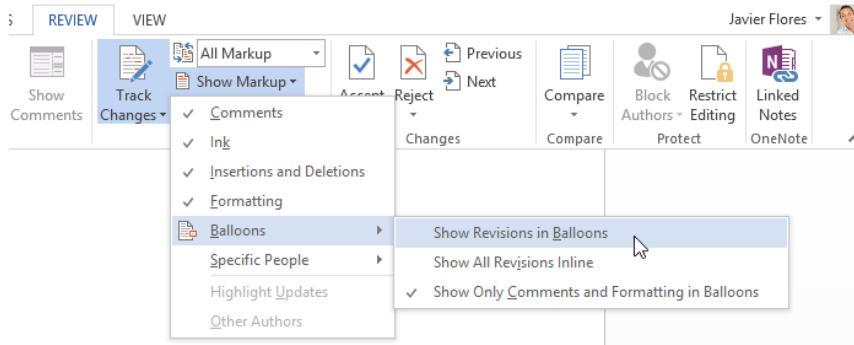 S REVIEW VIEW Javier Flores
All Markup
Show Markup
Show
Comments
Track
Changes
Accept
Reject
Previous
Next
Changes
Compare
Compare
Block
Authors
Restrict
Editing
Protect
Linked
Notes
OneNote
Comments
Ink
Insertions and Deletions
Formatting
Balloons
Specific People
Highlight Updates
Other Authors
Show Revisions in Balloons
Show All Revisions Inline
Show Only Comments and Formatting in Balloons